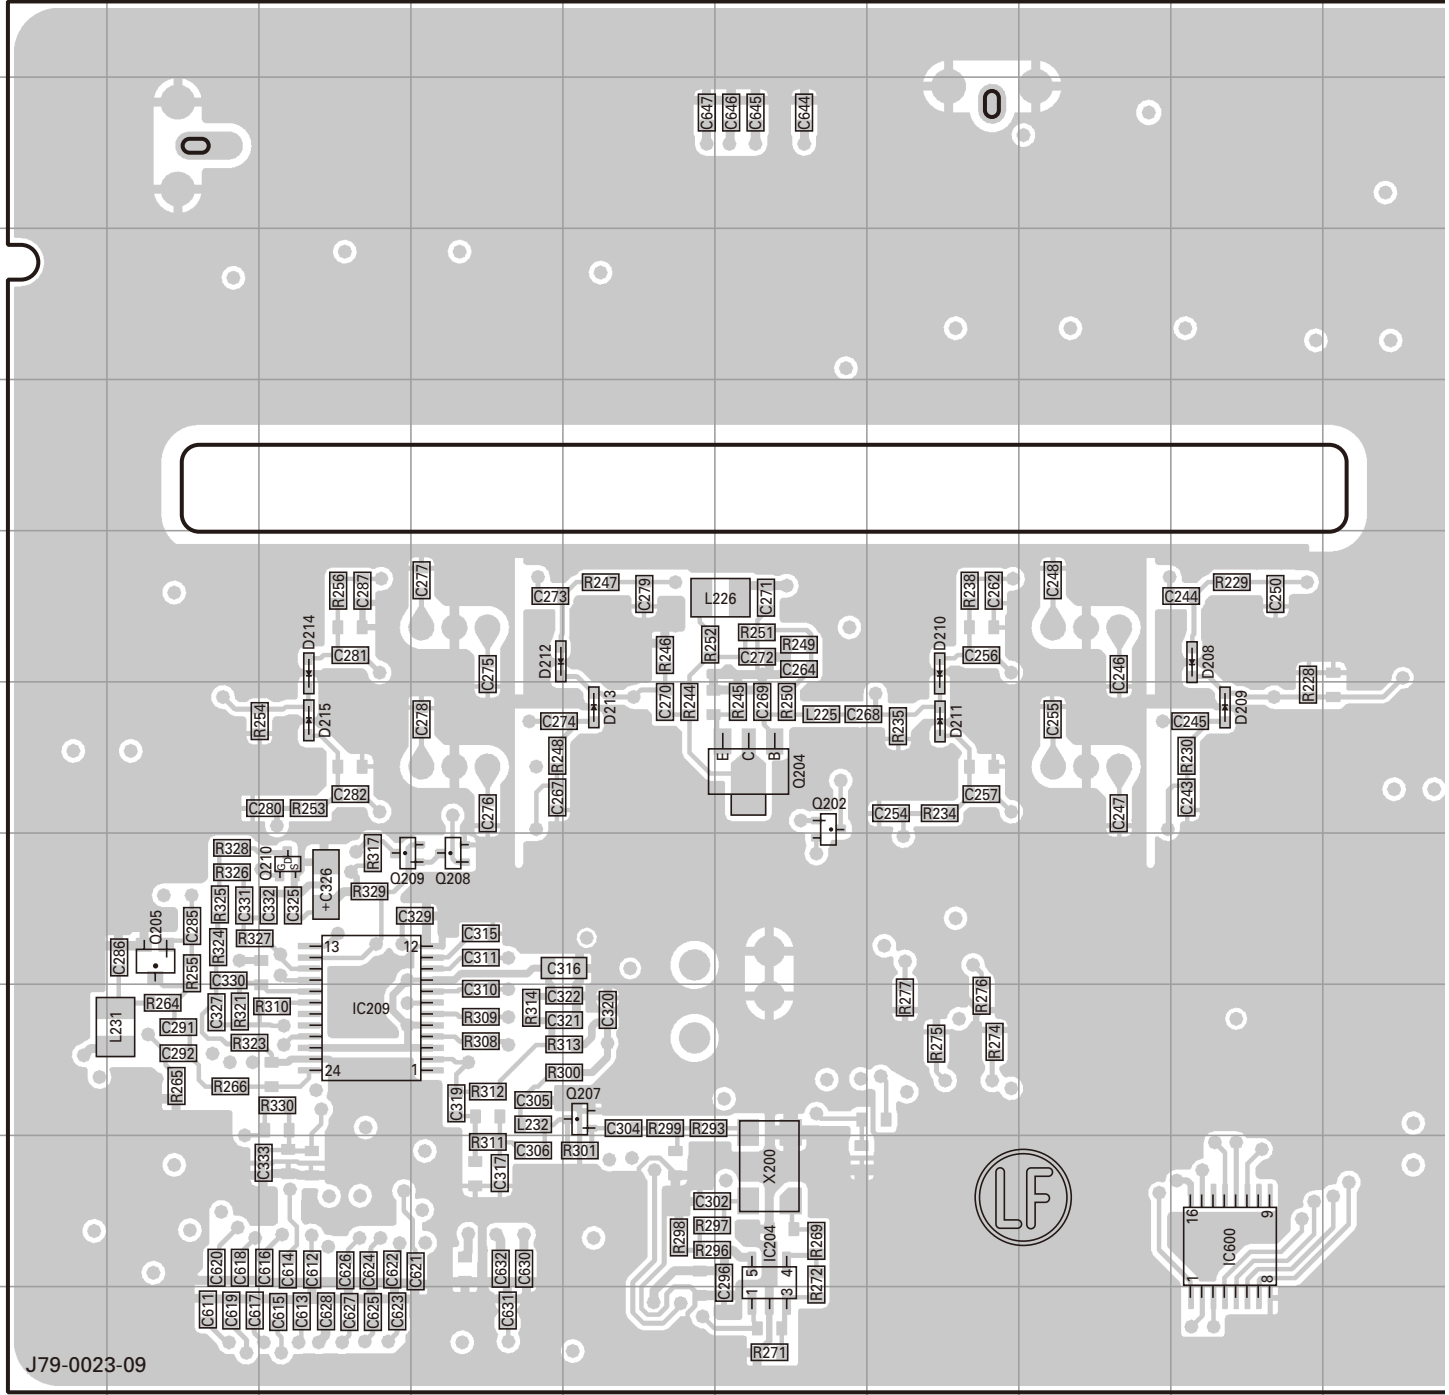 C647 C646 C645 C644
R256 C287 C277 C273 R247 C279 L226 C271 R238 C262 C248 C244 R229 C250
D214 C281 C275 D212 R246 R252 R251 C272 R249 C264 D210 C256 C246 D208
R254 D215 C278 C274 D213 C270 R244 R245 C269 R250 L225 C268 R235 D211 C255 C245 D209 R228
R248 E C B Q204 R230
C280 R253 C282 C276 C267 Q202 C254 R234 C257 C247 C243
R328 Q210 G D S R317
R326 +C326 R329 Q209 Q208
R325 C331 C332 C325
Q205 C285 C329
C286 R324 R327 13 12 C315
C311
R255 C330 C316
R264 C327 R321 R310 IC209 C310 R314 C322 C320 R277 R276
L231 C291 R309 C321
R323 R308 R313 R275 R274
C292 24 1 R300
R265 R266 R312 Q207
R330 C319 C305
L232 C304 R299 R293
R311 C306 R301
C333 C317 X200 LF
C302 16 9
R298 R297 IC204 R269 IC600
R296
C620 C618 C616 C614 C612 C626 C624 C622 C621 C632 C630 C296 5 4 R272 1 8
C611 C619 C617 C615 C613 C628 C627 C625 C623 C631 1 3
R271
J79-0023-09